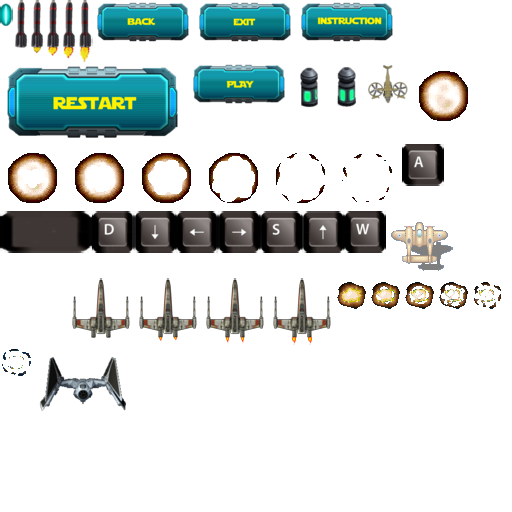 BACK
EXIT
INSTRUCTION
RESTART
PLAY
A
D ↓ ← → S ↑ W